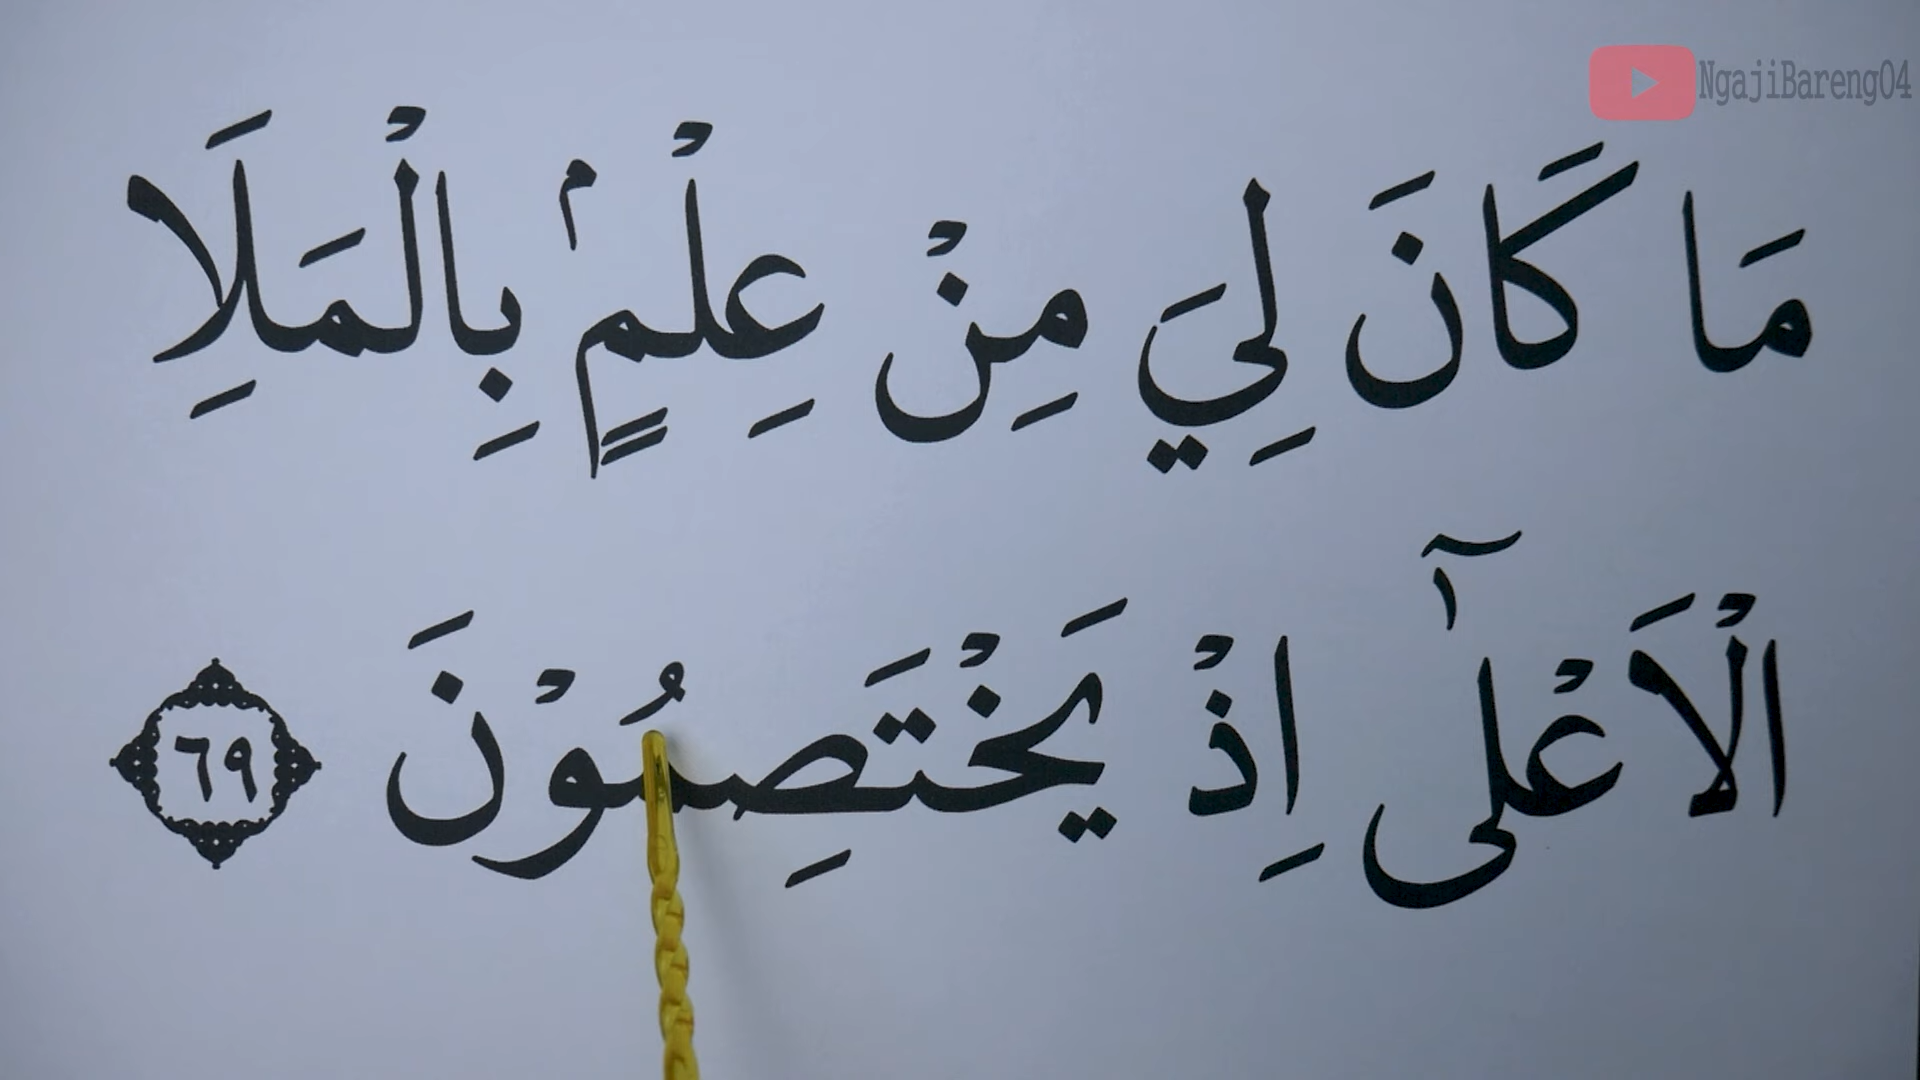 NgajiBareng04
مَا كَانَ لِيَ مِنْ عِلْمٍۢ بِالْمَلَاِ
الْاَعْلٰٓى اِذْ يَخْتَصِمُوْنَ ٦٩